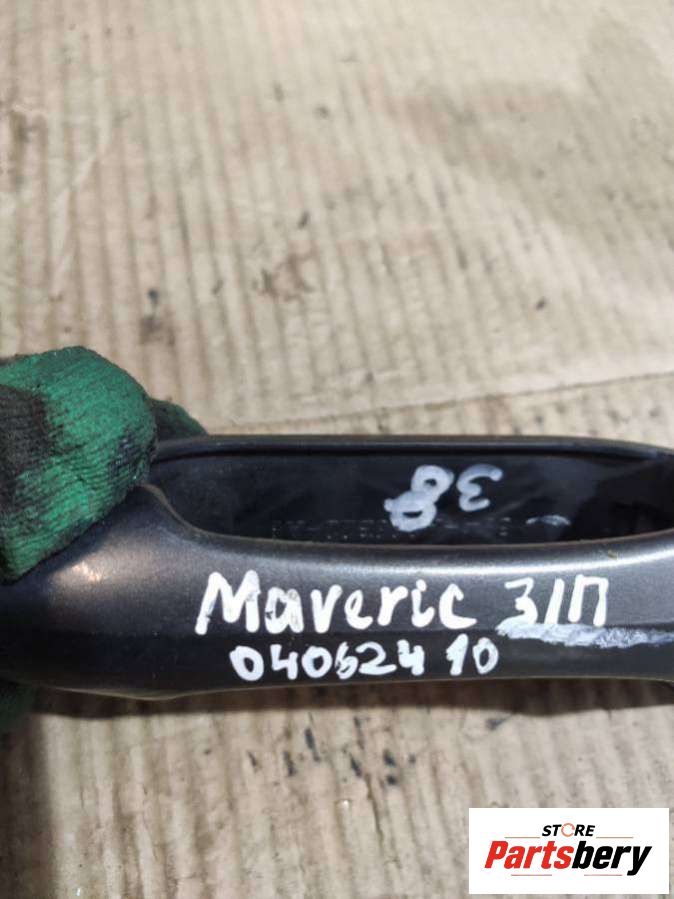 38
Maveric З/П
04062410
STORE
Partsbery